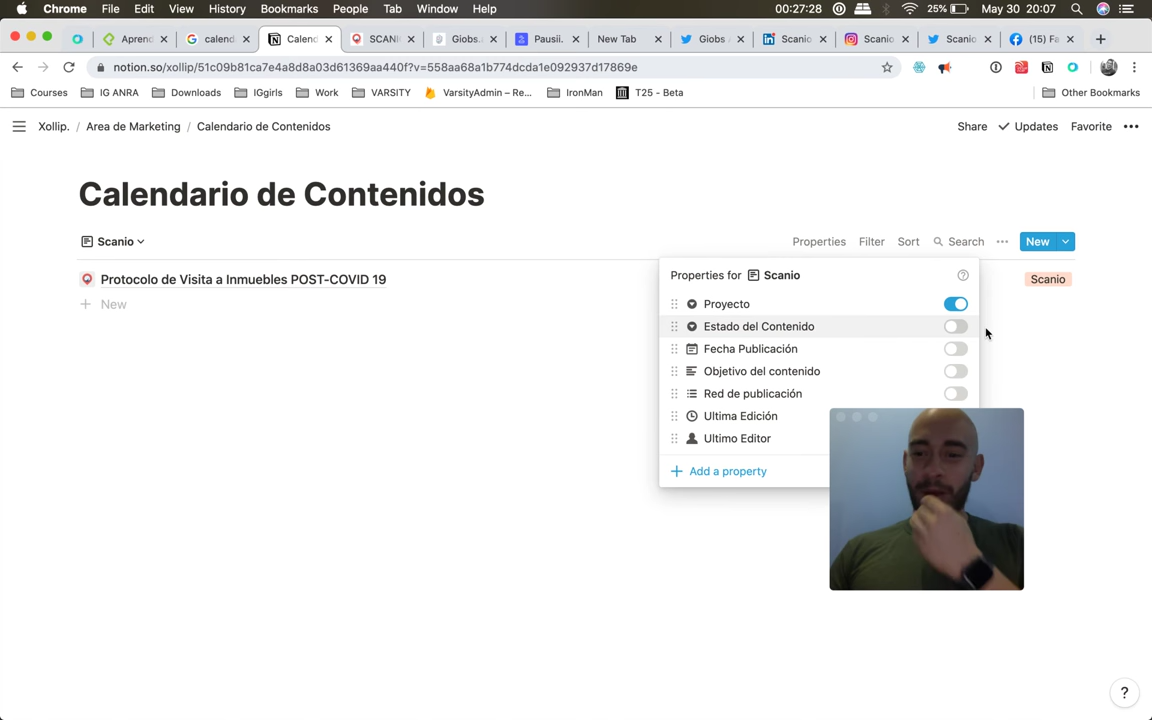 Chrome File Edit View History Bookmarks People Tab Window Help 00:27:28 25% May 30 20:07
Aprend calend Calend SCANI Giobs. Pausii. New Tab Giobs Scanio Scanio Scanio (15) Fa
notion.so/xollip/51c09b81ca7e4a8d8a03d61369aa440f?v=558aa68a1b774dcda1e092937d17869e
Courses IG ANRA Downloads IGgirls Work VARSITY VarsityAdmin – Re... IronMan T25 - Beta Other Bookmarks
Xollip. / Area de Marketing / Calendario de Contenidos Share Updates Favorite
Calendario de Contenidos
Scanio Properties Filter Sort Search New
Protocolo de Visita a Inmuebles POST-COVID 19 Scanio
New
Properties for Scanio
Proyecto
Estado del Contenido
Fecha Publicación
Objetivo del contenido
Red de publicación
Ultima Edición
Ultimo Editor
Add a property
?